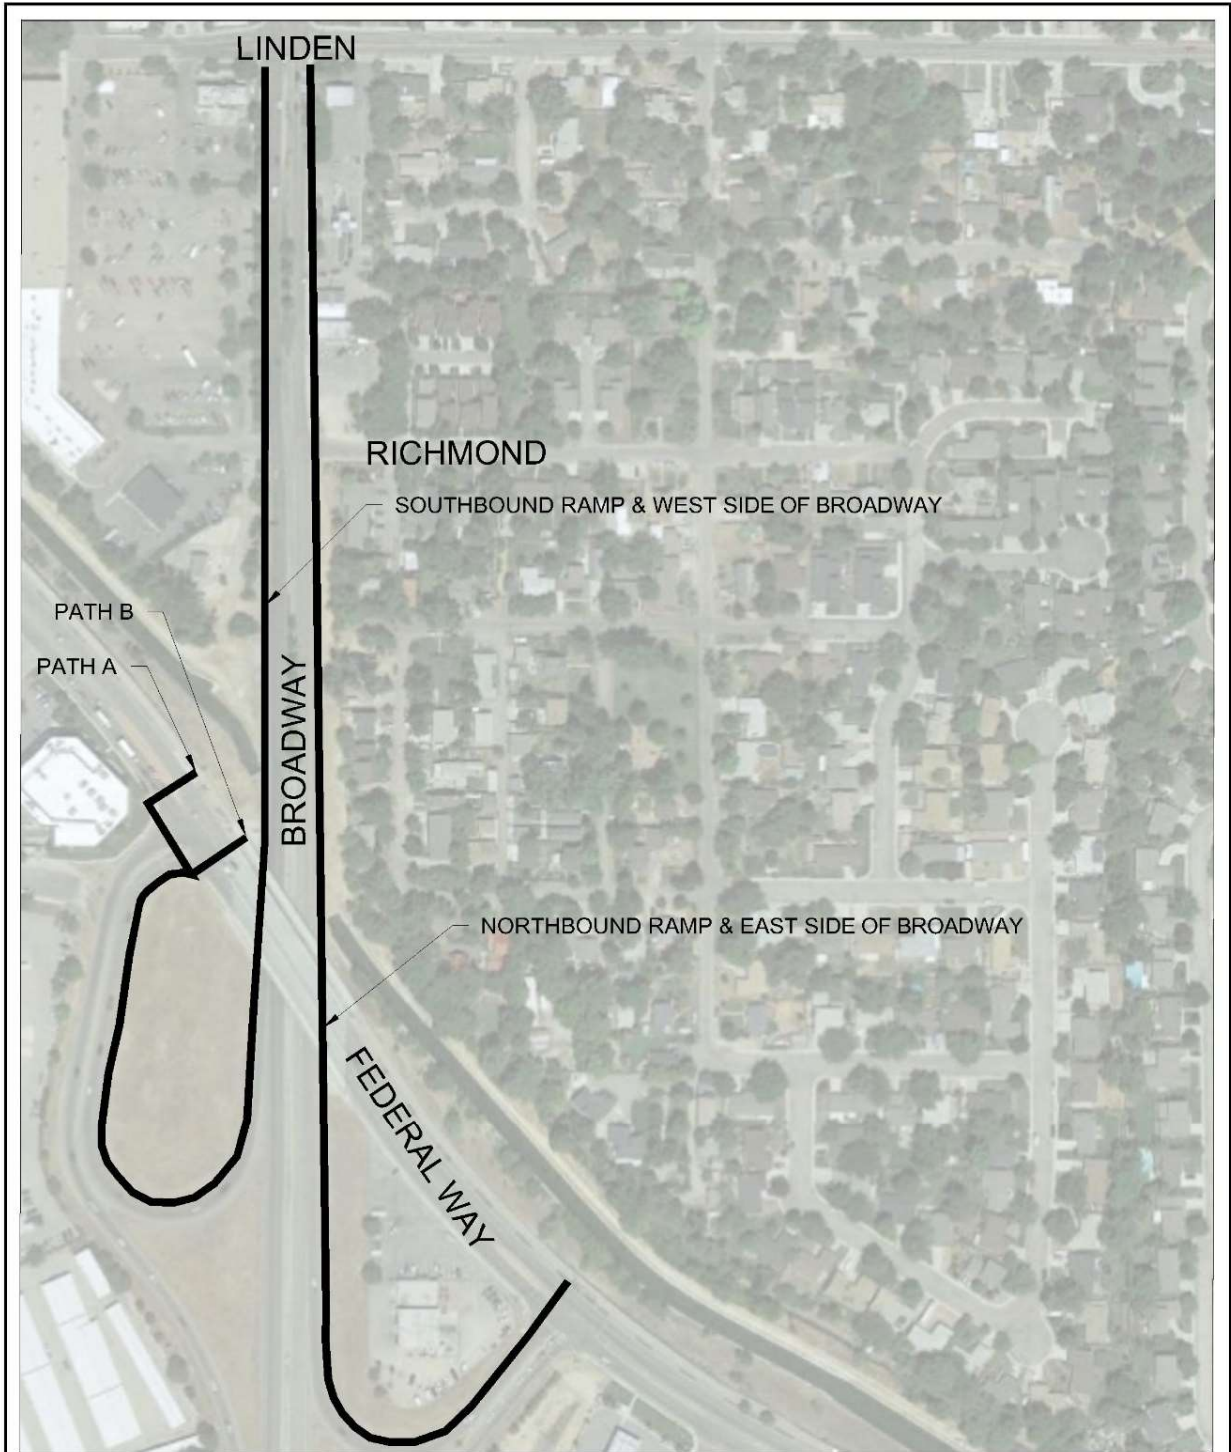 LINDEN
RICHMOND
SOUTHBOUND RAMP & WEST SIDE OF BROADWAY
PATH B
PATH A
BROADWAY
NORTHBOUND RAMP & EAST SIDE OF BROADWAY
FEDERAL WAY